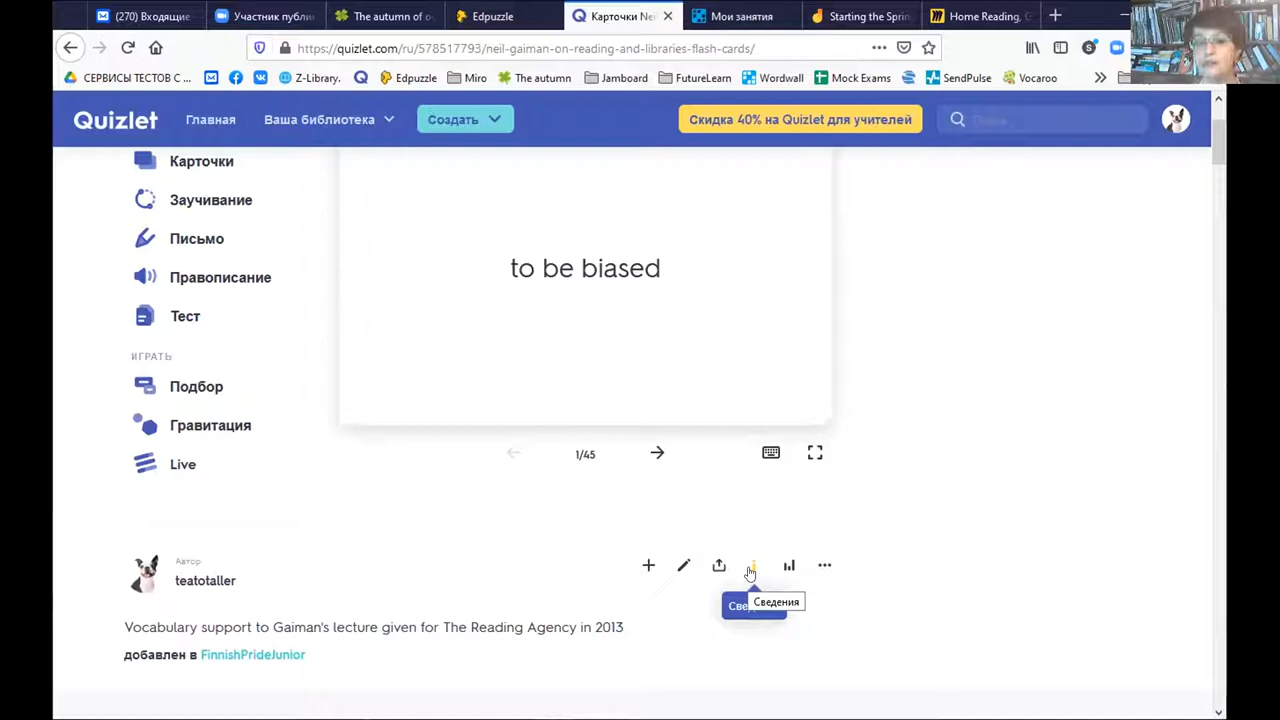 (270) Входящие
Участник публи
The autumn of o
Edpuzzle
Карточки Nei
Мои занятия
Starting the Sprin
Home Reading, G
https://quizlet.com/ru/578517793/neil-gaiman-on-reading-and-libraries-flash-cards/
СЕРВИСЫ ТЕСТОВ С ...
Z-Library.
Edpuzzle
Miro
The autumn
Jamboard
FutureLearn
Wordwall
Mock Exams
SendPulse
Vocaroo
Quizlet
Главная
Ваша библиотека
Создать
Скидка 40% на Quizlet для учителей
Карточки
Заучивание
Письмо
Правописание
Тест
ИГРАТЬ
Подбор
Гравитация
Live
to be biased
1/45
Автор
teatotaller
Све
Сведения
Vocabulary support to Gaiman's lecture given for The Reading Agency in 2013
добавлен в FinnishPrideJunior